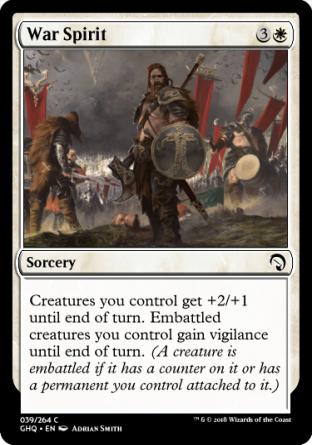 War Spirit 3
Sorcery
Creatures you control get +2/+1
until end of turn. Embattled
creatures you control gain vigilance
until end of turn. (A creature is
embattled if it has a counter on it or has
a permanent you control attached to it.)
039/264 C
GHQ • EN Adrian Smith
™ & © 2018 Wizards of the Coast